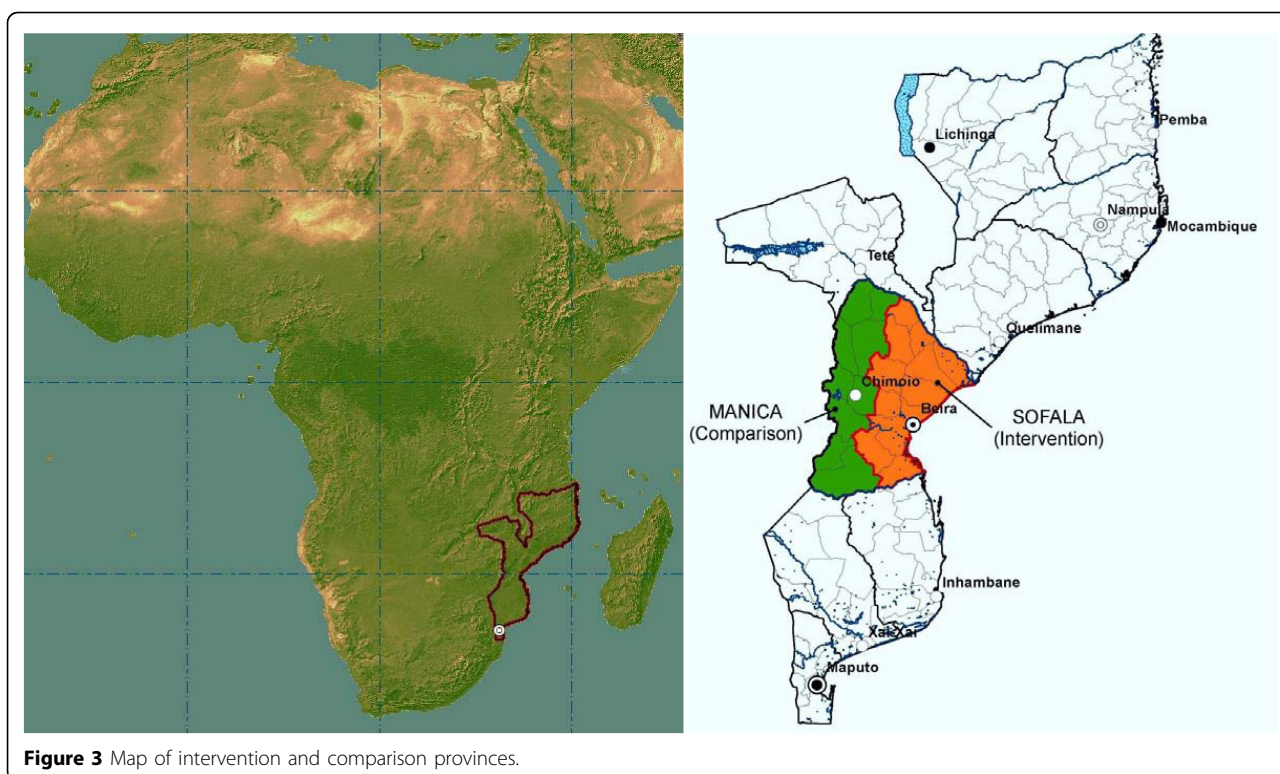 Lichinga
Pemba
Nampula
Mocambique
Tete
Quelimane
Chimoio
MANICA
(Comparison)
Beira
SOFALA
(Intervention)
Inhambane
Xai-Xai
Maputo
Figure 3 Map of intervention and comparison provinces.